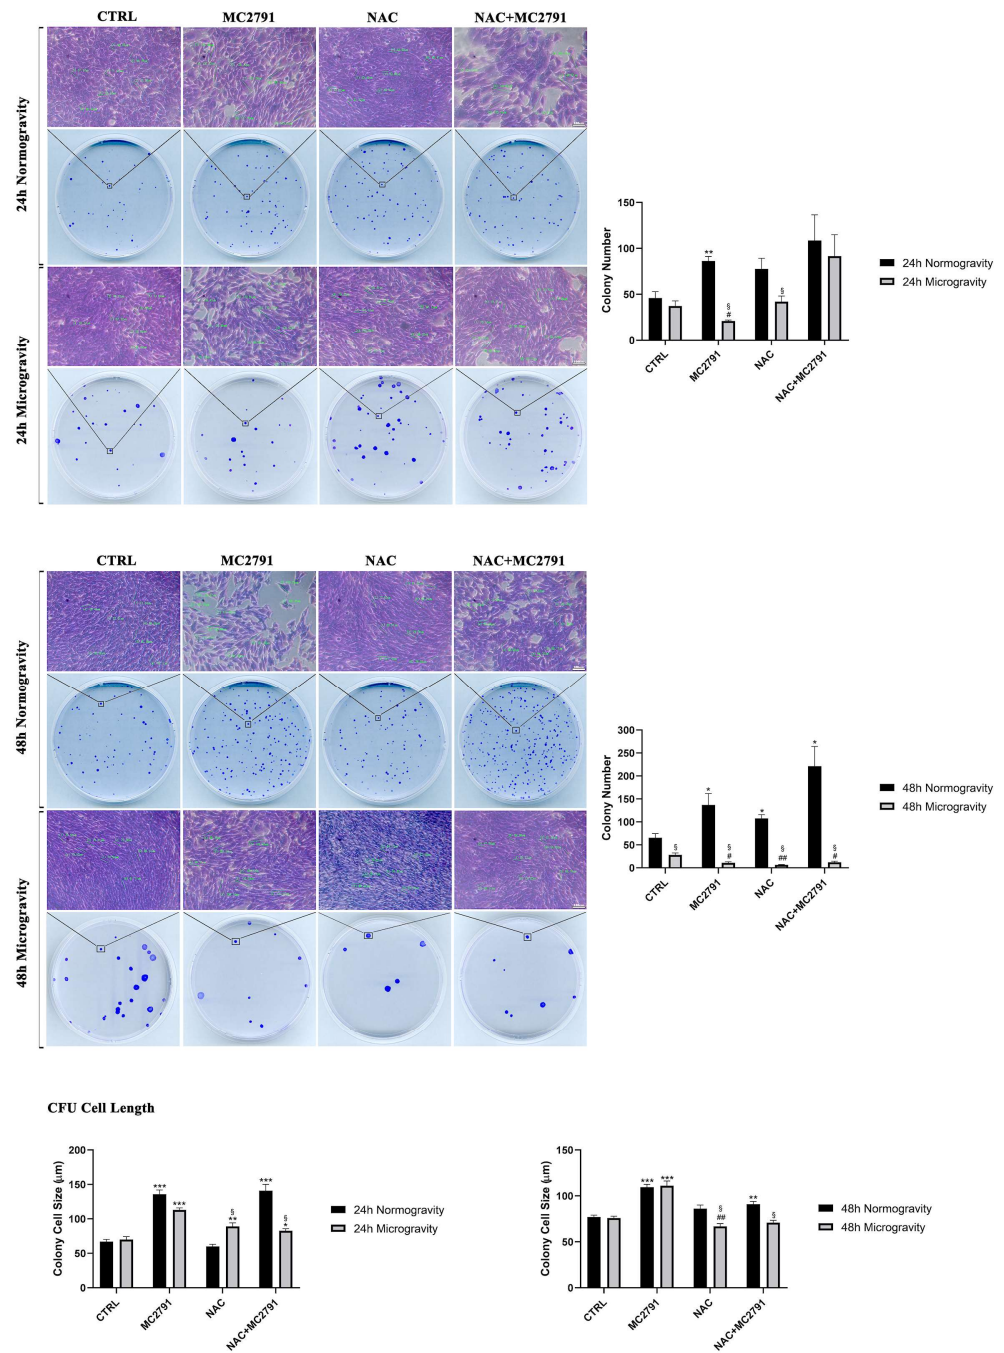 CTRL MC2791 NAC NAC+MC2791
24h Normogravity
24h Microgravity
Colony Number
150
100
50
0
**
§
#
§
CTRL
MC2791
NAC
NAC+MC2791
24h Normogravity
24h Microgravity
CTRL MC2791 NAC NAC+MC2791
48h Normogravity
48h Microgravity
Colony Number
300
250
200
150
100
50
0
§
*
§
#
*
§
##
*
§
#
CTRL
MC2791
NAC
NAC+MC2791
48h Normogravity
48h Microgravity
CFU Cell Length
Colony Cell Size (μm)
200
150
100
50
0
***
***
§
**
***
§
*
CTRL
MC2791
NAC
NAC+MC2791
24h Normogravity
24h Microgravity
Colony Cell Size (μm)
150
100
50
0
***
***
§
##
**
§
CTRL
MC2791
NAC
NAC+MC2791
48h Normogravity
48h Microgravity